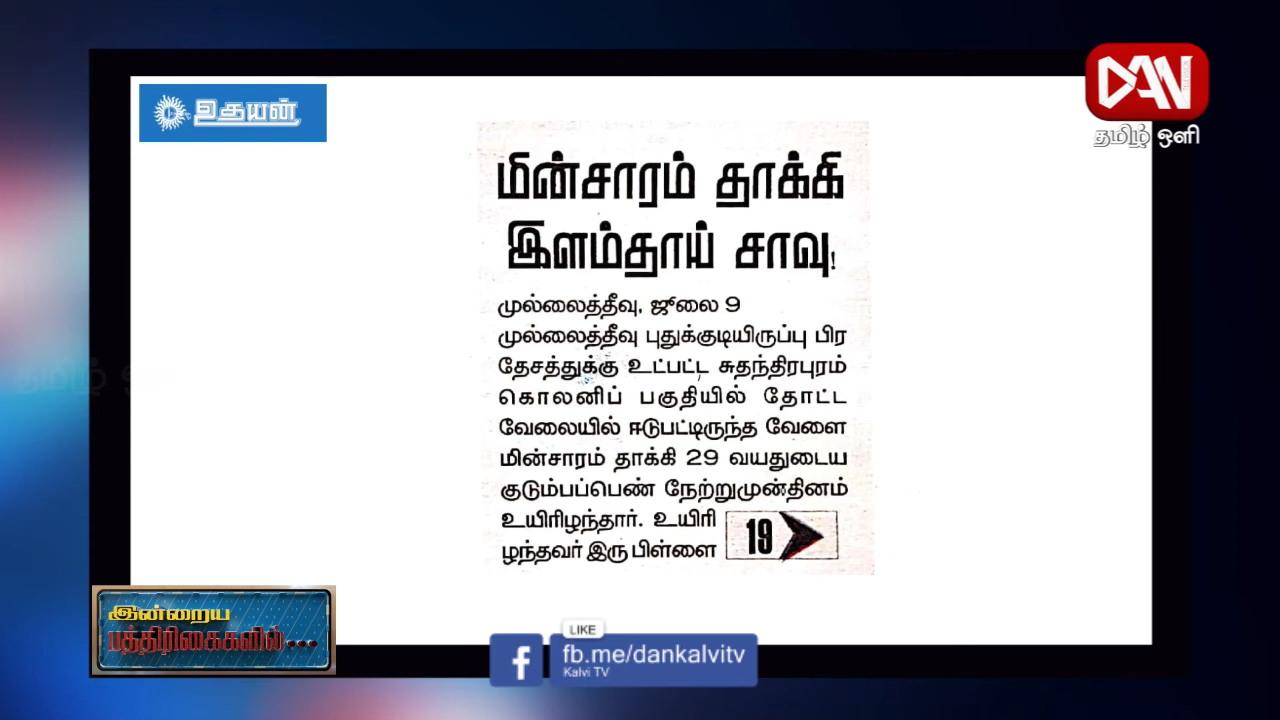 உதயன்
DAN
தமிழ் ஒளி
மின்சாரம் தாக்கி
இளம்தாய் சாவு!
முல்லைத்தீவு, ஜூலை 9
முல்லைத்தீவு புதுக்குடியிருப்பு பிர
தேசத்துக்கு உட்பட்ட சுதந்திரபுரம்
கொலனிப் பகுதியில் தோட்ட
வேலையில் ஈடுபட்டிருந்த வேளை
மின்சாரம் தாக்கி 29 வயதுடைய
குடும்பப்பெண் நேற்றுமுன்தினம்
உயிரிழந்தார். உயிரி
ழந்தவர் இரு பிள்ளை
19
தமிழ் ஒளி
இன்றைய
பத்திரிகைகளில்...
LIKE
f
fb.me/dankalvitv
Kalvi TV